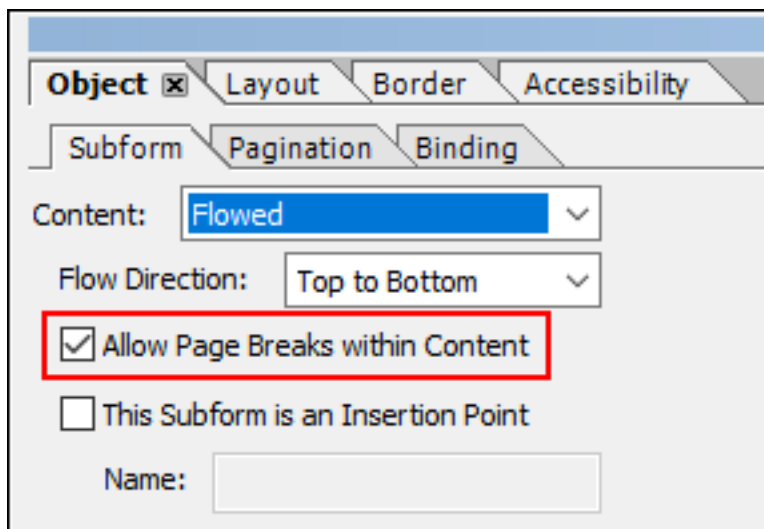 Object Layout Border Accessibility
Subform Pagination Binding
Content: Flowed
Flow Direction: Top to Bottom
Allow Page Breaks within Content
This Subform is an Insertion Point
Name: